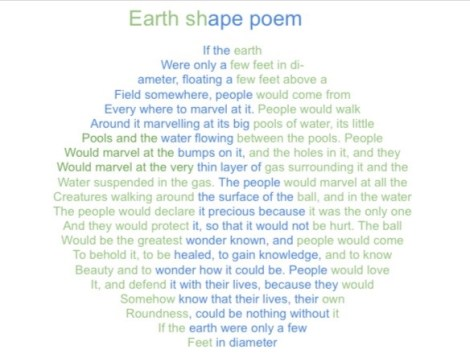 Earth shape poem
If the earth
Were only a few feet in di-
ameter, floating a few feet above a
Field somewhere, people would come from
Every where to marvel at it. People would walk
Around it marvelling at its big pools of water, its little
Pools and the water flowing between the pools. People
Would marvel at the bumps on it, and the holes in it, and they
Would marvel at the very thin layer of gas surrounding it and the
Water suspended in the gas. The people would marvel at all the
Creatures walking around the surface of the ball, and in the water
The people would declare it precious because it was the only one
And they would protect it, so that it would not be hurt. The ball
Would be the greatest wonder known, and people would come
To behold it, to be healed, to gain knowledge, and to know
Beauty and to wonder how it could be. People would love
It, and defend it with their lives, because they would
Somehow know that their lives, their own
Roundness, could be nothing without it
If the earth were only a few
Feet in diameter